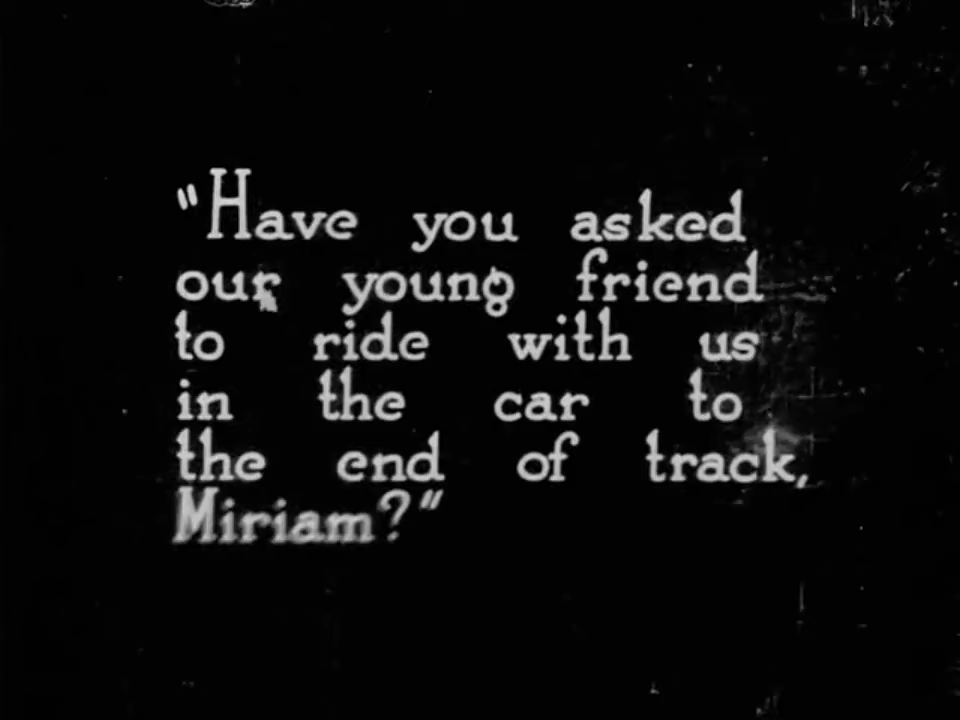 "Have you asked
our young friend
to ride with us
in the car to
the end of track,
Miriam?"